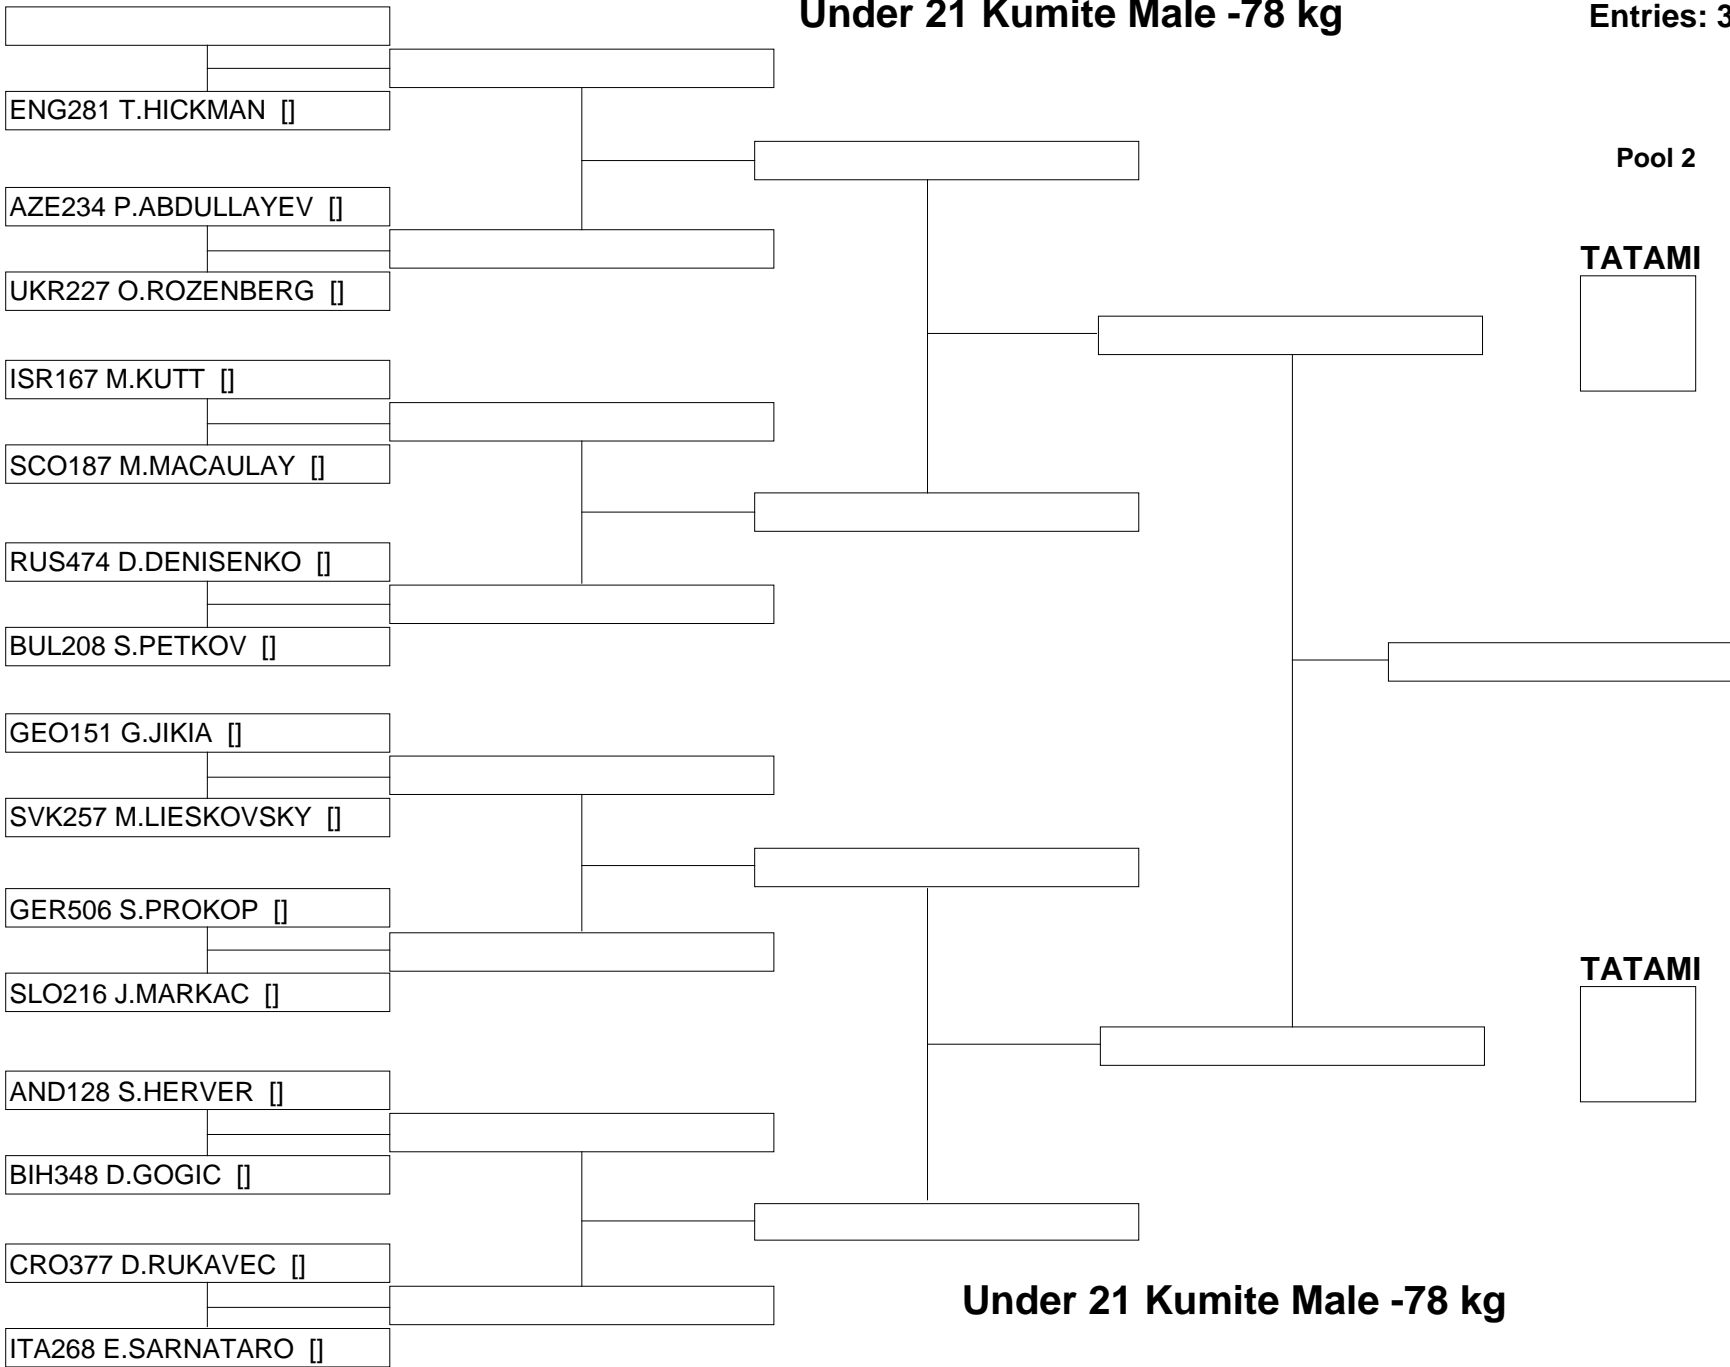 Under 21 Kumite Male -78 kg
Entries: 3
ENG281 T.HICKMAN []
Pool 2
AZE234 P.ABDULLAYEV []
TATAMI
UKR227 O.ROZENBERG []
ISR167 M.KUTT []
SCO187 M.MACAULAY []
RUS474 D.DENISENKO []
BUL208 S.PETKOV []
GEO151 G.JIKIA []
SVK257 M.LIESKOVSKY []
GER506 S.PROKOP []
TATAMI
SLO216 J.MARKAC []
AND128 S.HERVER []
BIH348 D.GOGIC []
CRO377 D.RUKAVEC []
Under 21 Kumite Male -78 kg
ITA268 E.SARNATARO []